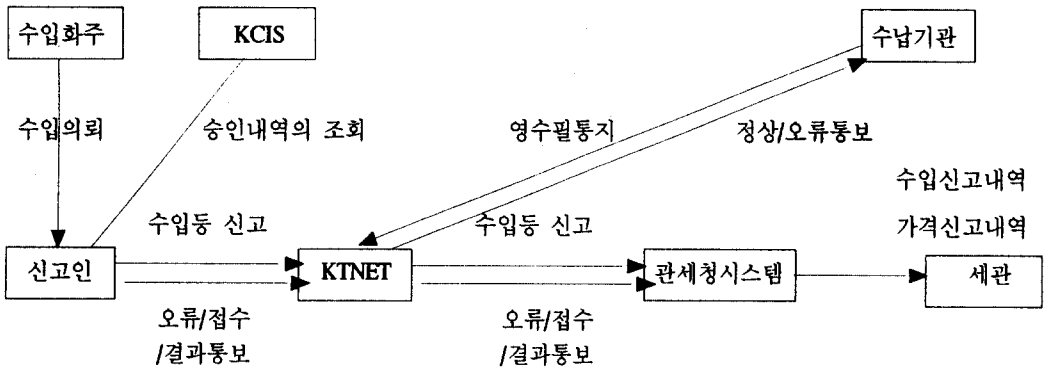 수입화주
KCIS
수납기관
수입의뢰
승인내역의 조회
영수필통지
정상/오류통보
수입신고내역
가격신고내역
수입등 신고
수입등 신고
신고인
KTNET
관세청시스템
세관
오류/접수
/결과통보
오류/접수
/결과통보